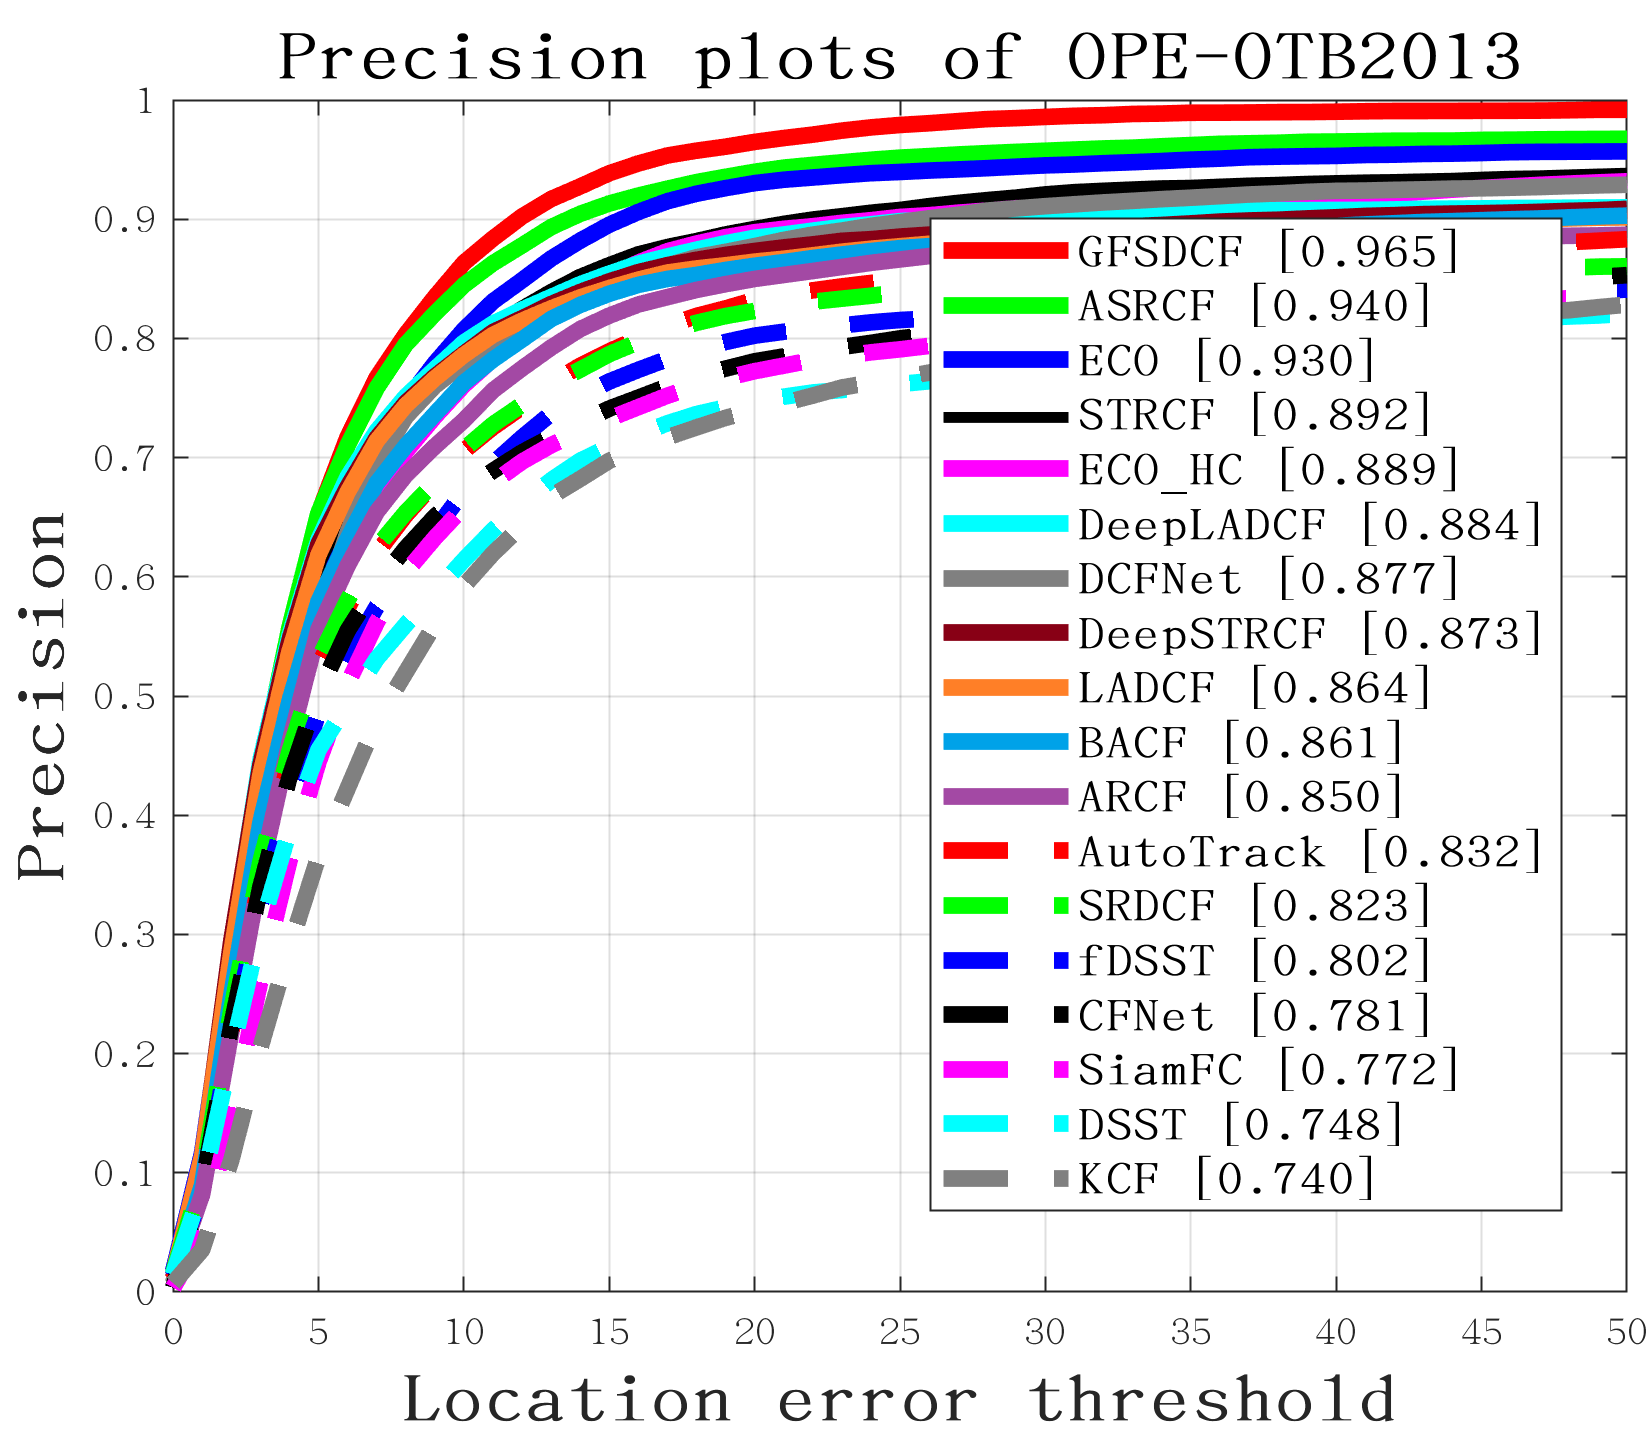 Precision plots of OPE-OTB2013
1
0.9
0.8
0.7
0.6
0.5
0.4
0.3
0.2
0.1
0
Precision
GFSDCF [0.965]
ASRCF [0.940]
ECO [0.930]
STRCF [0.892]
ECO_HC [0.889]
DeepLADCF [0.884]
DCFNet [0.877]
DeepSTRCF [0.873]
LADCF [0.864]
BACF [0.861]
ARCF [0.850]
AutoTrack [0.832]
SRDCF [0.823]
fDSST [0.802]
CFNet [0.781]
SiamFC [0.772]
DSST [0.748]
KCF [0.740]
0 5 10 15 20 25 30 35 40 45 50
Location error threshold